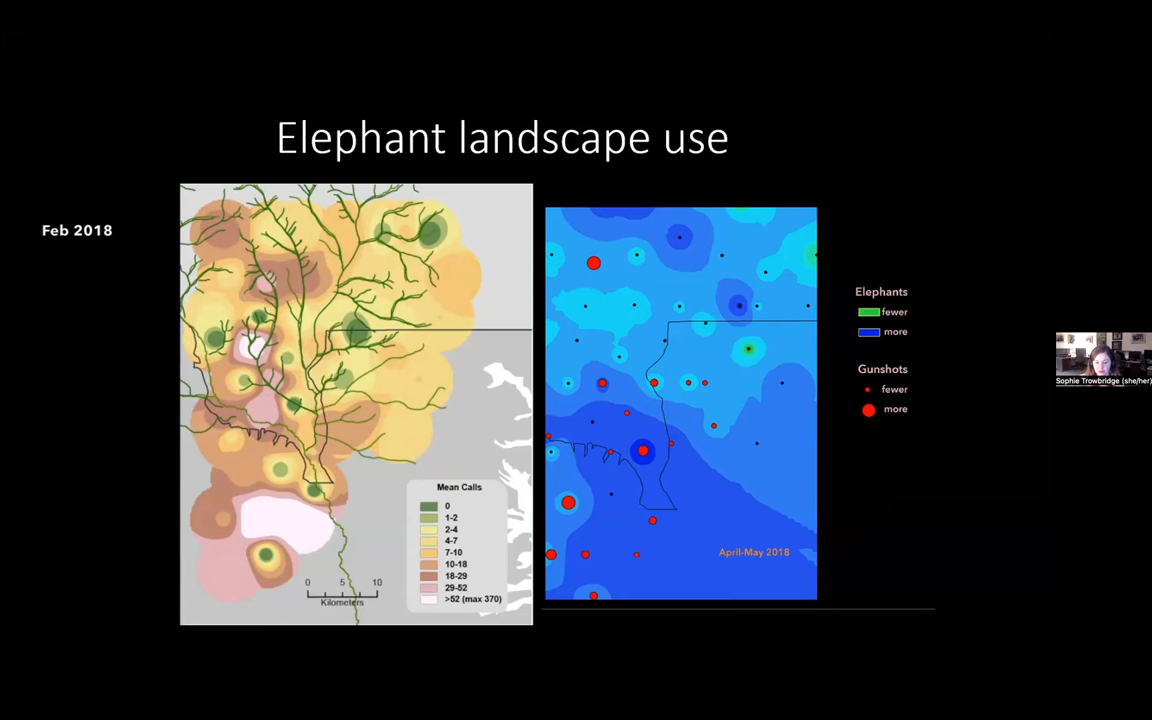 Elephant landscape use
Feb 2018
Mean Calls
0
1-2
2-4
4-7
7-10
10-18
18-29
29-52
>52 (max 370)
0 5 10
Kilometers
April-May 2018
Elephants
fewer
more
Gunshots
fewer
more
Sophie Trowbridge (she/her)